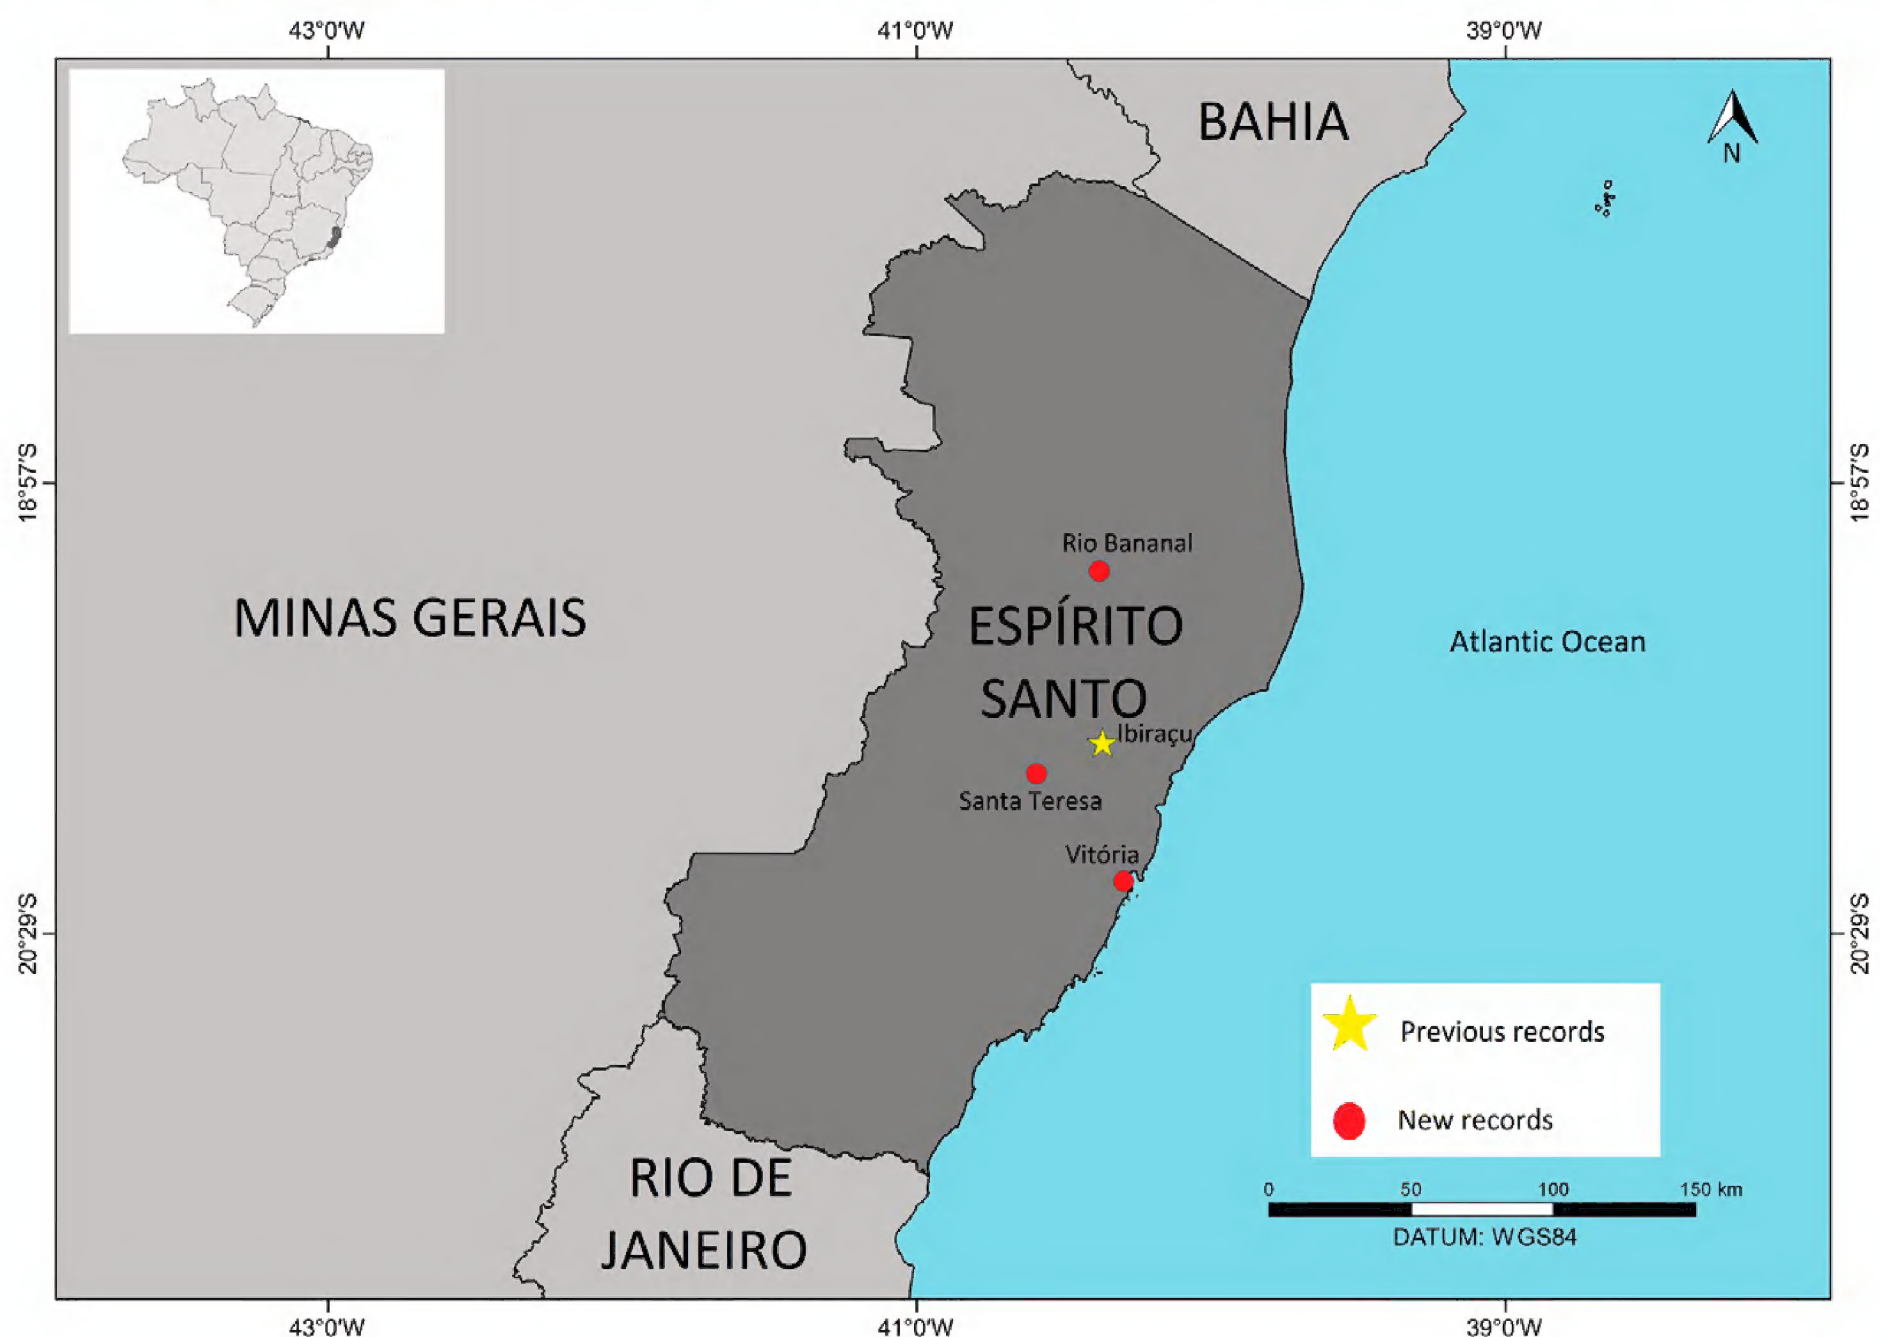 43°0'W
41°0'W
39°0'W
BAHIA
N
18°57'S
18°57'S
Rio Bananal
MINAS GERAIS
ESPÍRITO
SANTO
Atlantic Ocean
Ibiraçu
Santa Teresa
Vitória
20°29'S
20°29'S
Previous records
New records
RIO DE
JANEIRO
0 50 100 150 km
DATUM: WGS84
43°0'W
41°0'W
39°0'W